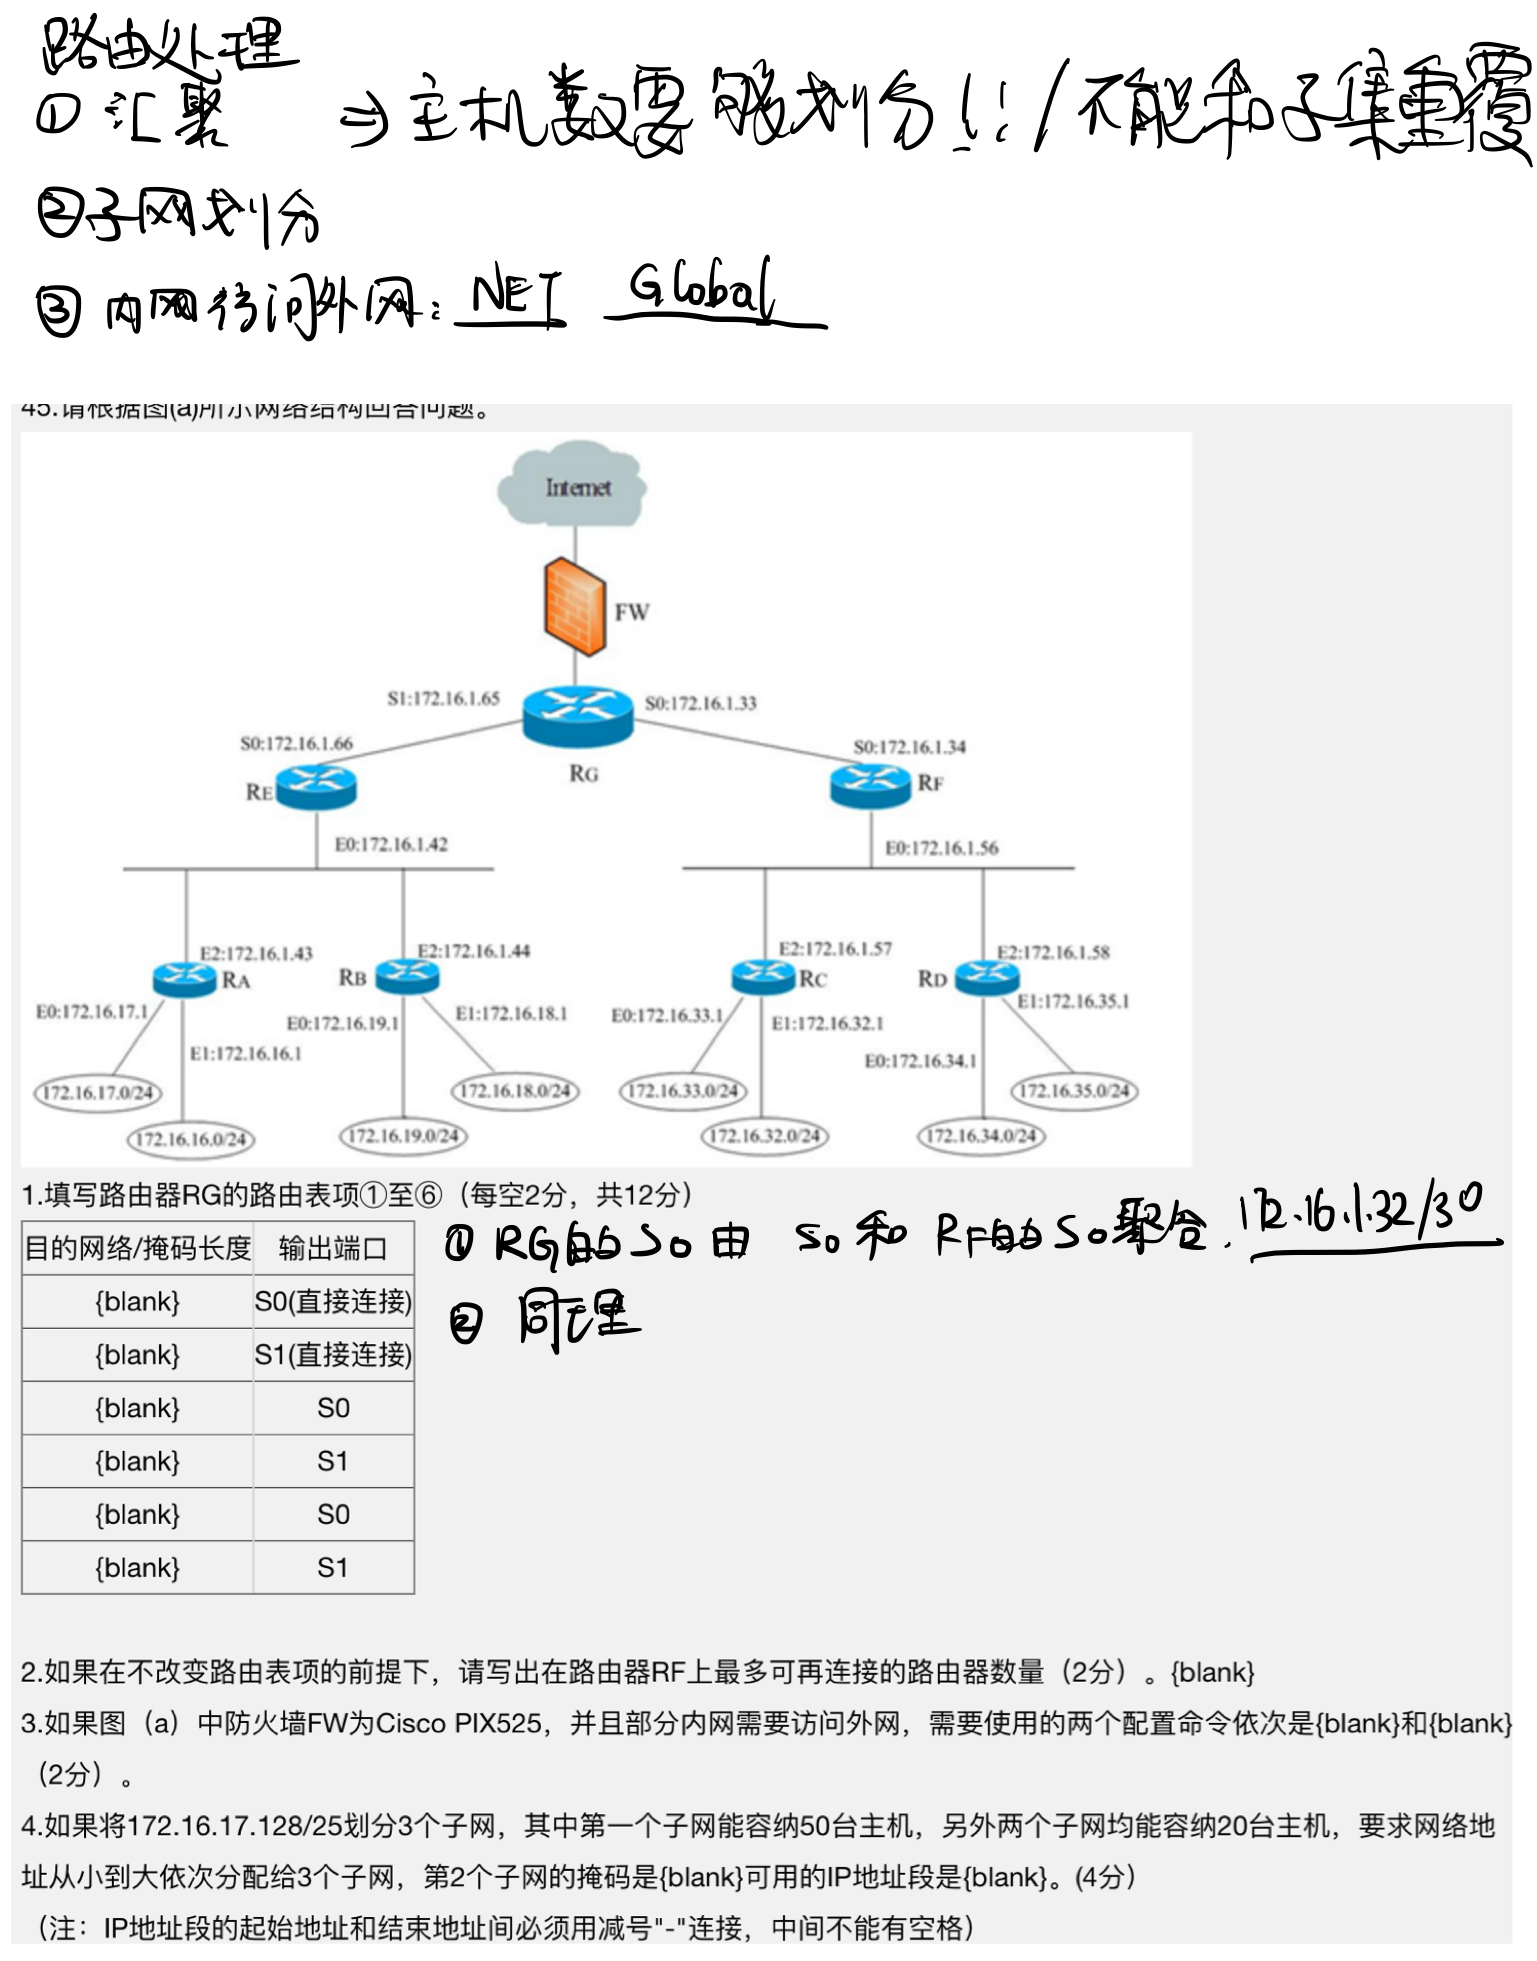 路由处理
① 汇聚 => 主机数要够划分!!/不能和子集重覆
②子网划分
③ 内网访问外网: NET Global
45.请根据图(a)所示网络结构回答问题。
Internet
FW
S1:172.16.1.65 S0:172.16.1.33
S0:172.16.1.66 S0:172.16.1.34
RG
RE RF
E0:172.16.1.42 E0:172.16.1.56
E2:172.16.1.43 E2:172.16.1.44 E2:172.16.1.57 E2:172.16.1.58
RA RB RC RD
E0:172.16.17.1 E0:172.16.19.1 E1:172.16.18.1 E0:172.16.33.1 E1:172.16.32.1 E1:172.16.35.1
E1:172.16.16.1 E0:172.16.34.1
172.16.17.0/24 172.16.18.0/24 172.16.33.0/24 172.16.35.0/24
172.16.16.0/24 172.16.19.0/24 172.16.32.0/24 172.16.34.0/24
1.填写路由器RG的路由表项①至⑥（每空2分，共12分）
目的网络/掩码长度 输出端口
① RG的S0由 S0和 RF的S0聚合. 172.16.1.32/30
{blank} S0(直接连接)
② 同理
{blank} S1(直接连接)
{blank} S0
{blank} S1
{blank} S0
{blank} S1
2.如果在不改变路由表项的前提下，请写出在路由器RF上最多可再连接的路由器数量（2分）。{blank}
3.如果图（a）中防火墙FW为Cisco PIX525，并且部分内网需要访问外网，需要使用的两个配置命令依次是{blank}和{blank}
（2分）。
4.如果将172.16.17.128/25划分3个子网，其中第一个子网能容纳50台主机，另外两个子网均能容纳20台主机，要求网络地
址从小到大依次分配给3个子网，第2个子网的掩码是{blank}可用的IP地址段是{blank}。(4分）
（注：IP地址段的起始地址和结束地址间必须用减号"-"连接，中间不能有空格）